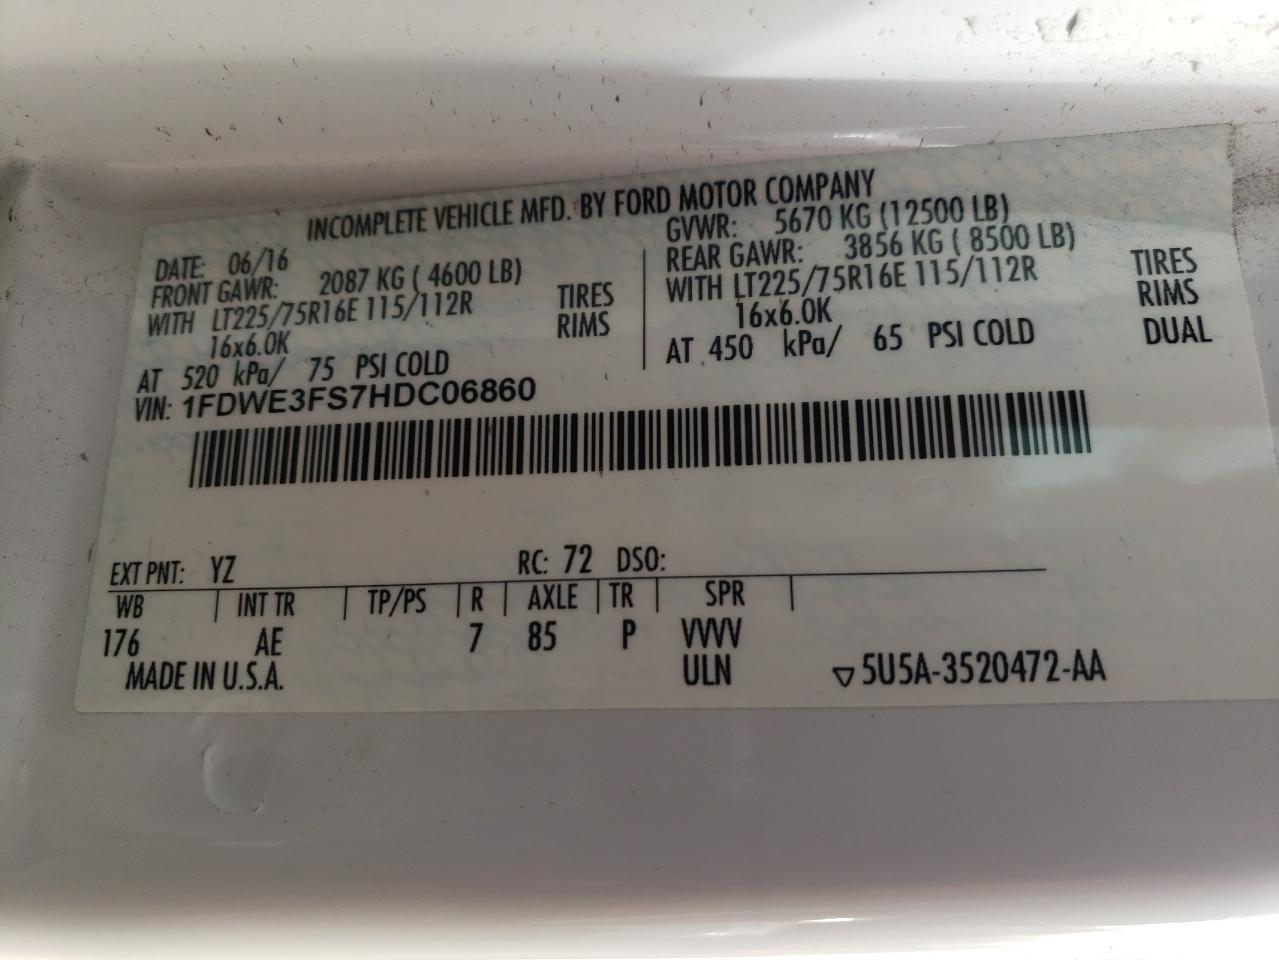 INCOMPLETE VEHICLE MFD. BY FORD MOTOR COMPANY
DATE: 06/16
FRONT GAWR: 2087 KG ( 4600 LB)
WITH LT225/75R16E 115/112R TIRES
16x6.0K RIMS
AT 520 kPa/ 75 PSI COLD
GVWR: 5670 KG (12500 LB)
REAR GAWR: 3856 KG ( 8500 LB)
WITH LT225/75R16E 115/112R TIRES
16x6.0K RIMS
AT 450 kPa/ 65 PSI COLD DUAL
VIN: 1FDWE3FS7HDC06860
EXT PNT: YZ RC: 72 DSO:
WB INT TR TP/PS R AXLE TR SPR
176 AE 7 85 P VVVV
MADE IN U.S.A. ULN ▽ 5U5A-3520472-AA